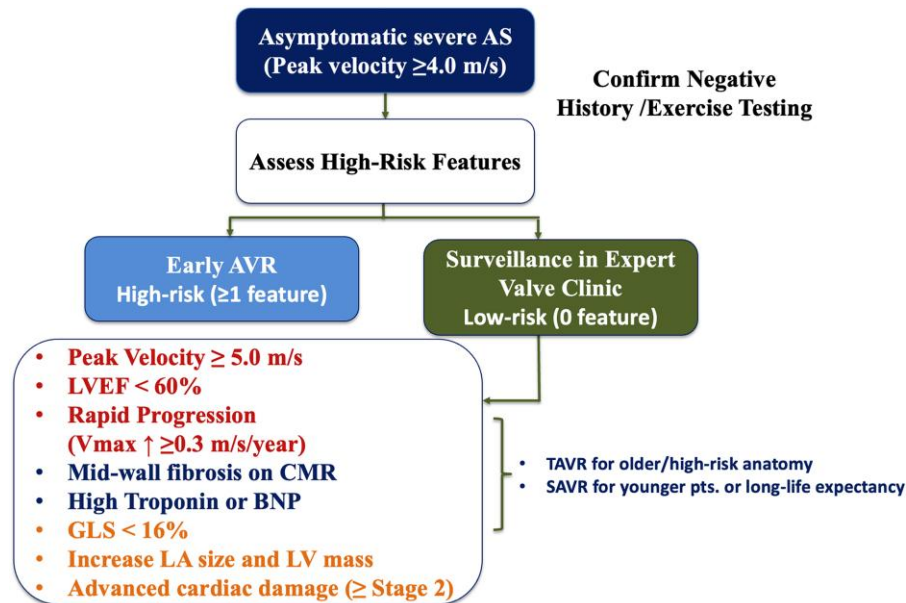 Asymptomatic severe AS
(Peak velocity ≥4.0 m/s)
Confirm Negative
History /Exercise Testing
Assess High-Risk Features
Early AVR
High-risk (≥1 feature)
Surveillance in Expert
Valve Clinic
Low-risk (0 feature)
• Peak Velocity ≥ 5.0 m/s
• LVEF < 60%
• Rapid Progression
(Vmax ↑ ≥0.3 m/s/year)
• Mid-wall fibrosis on CMR
• High Troponin or BNP
• GLS < 16%
• Increase LA size and LV mass
• Advanced cardiac damage (≥ Stage 2)
• TAVR for older/high-risk anatomy
• SAVR for younger pts. or long-life expectancy